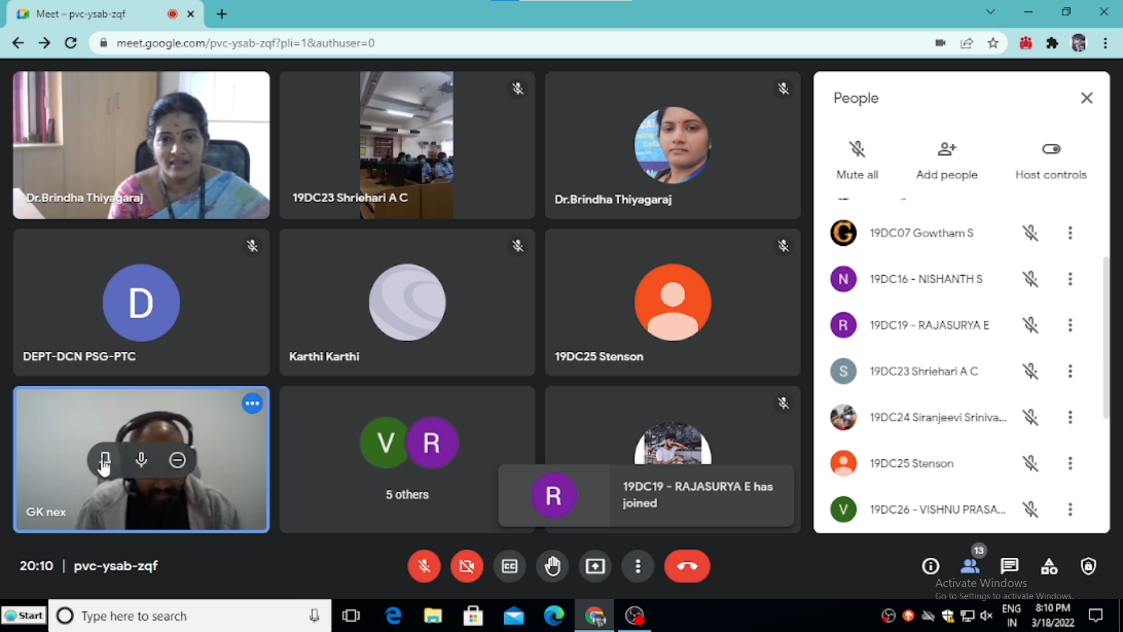 Meet – pvc-ysab-zqf
meet.google.com/pvc-ysab-zqf?pli=1&authuser=0
Dr.Brindha Thiyagaraj
19DC23 Shriehari A C
Dr.Brindha Thiyagaraj
D
DEPT-DCN PSG-PTC
Karthi Karthi
19DC25 Stenson
GK nex
V R
5 others
R
19DC19 - RAJASURYA E has
joined
People
Mute all
Add people
Host controls
G 19DC07 Gowtham S
N 19DC16 - NISHANTH S
R 19DC19 - RAJASURYA E
S 19DC23 Shriehari A C
19DC24 Siranjeevi Sriniva...
19DC25 Stenson
V 19DC26 - VISHNU PRASA...
20:10 | pvc-ysab-zqf
13
Activate Windows
Go to Settings to activate Windows.
Start
Type here to search
ENG
IN
8:10 PM
3/18/2022